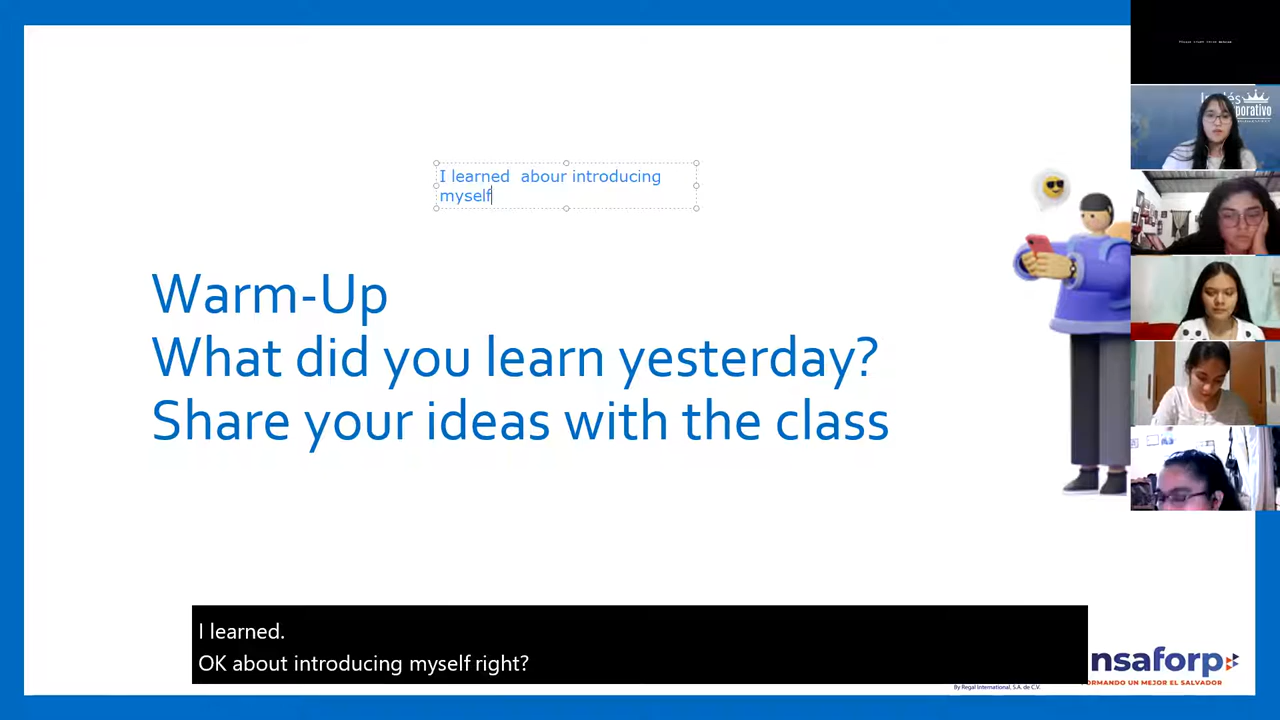 I learned  abour introducing
myself
Warm-Up
What did you learn yesterday?
Share your ideas with the class
I learned.
OK about introducing myself right?
nsaforp
FORMANDO UN MEJOR EL SALVADOR
By Regal International, S.A. de C.V.